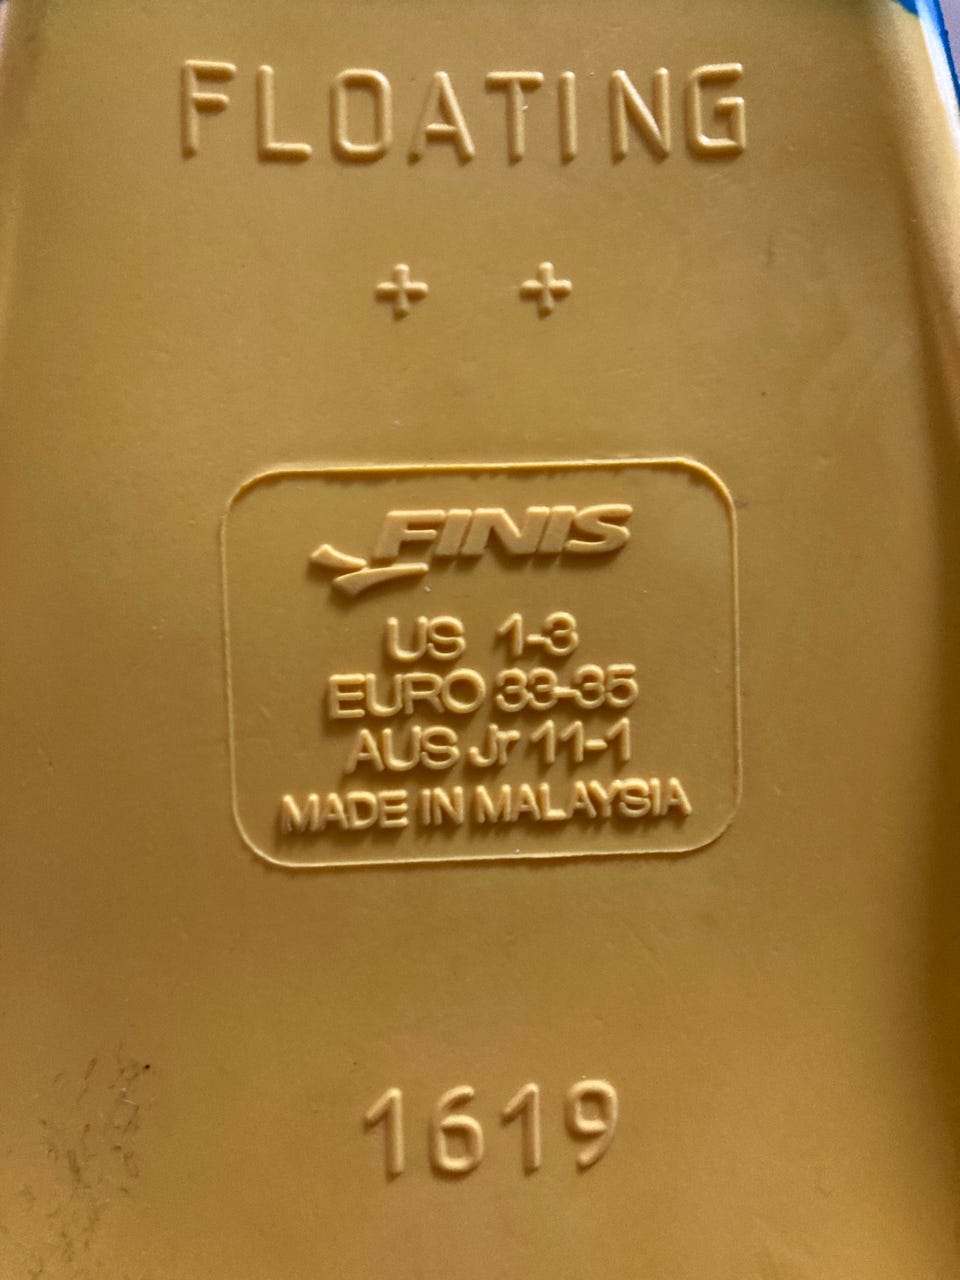 FLOATING
+ +
FINIS
US 1-3
EURO 33-35
AUS Jr 11-1
MADE IN MALAYSIA
1619